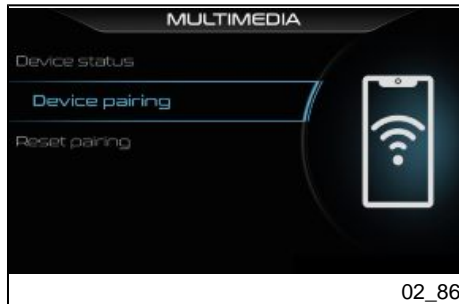 MULTIMEDIA
Device status
Device pairing
Reset pairing
02_86